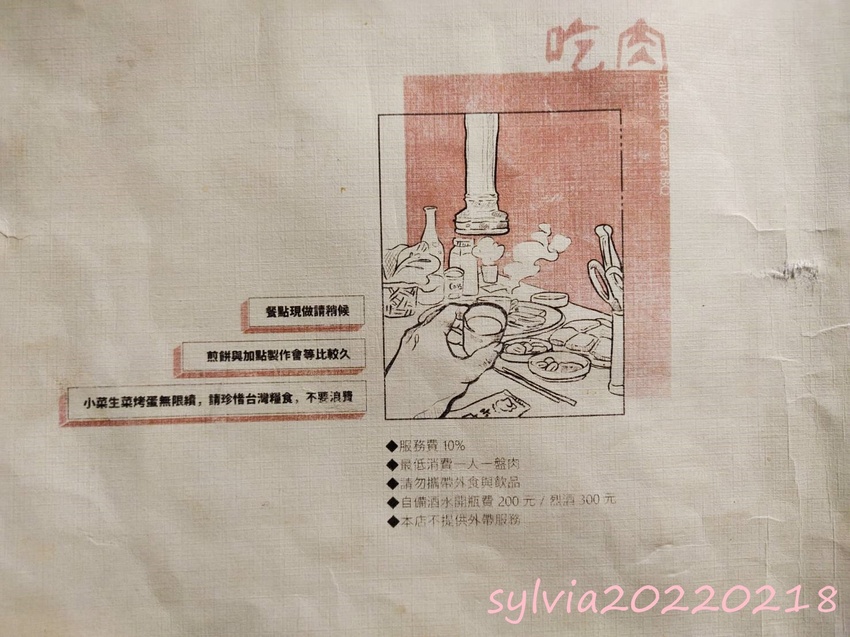 吃肉
EatMeat Korean BBQ
餐點現做請稍候
煎餅與加點製作會等比較久
小菜生菜烤蛋無限續，請珍惜台灣糧食，不要浪費
◆服務費 10%
◆最低消費一人一盤肉
◆請勿攜帶外食與飲品
◆自備酒水開瓶費 200 元 / 烈酒 300 元
◆本店不提供外帶服務
sylvia20220218